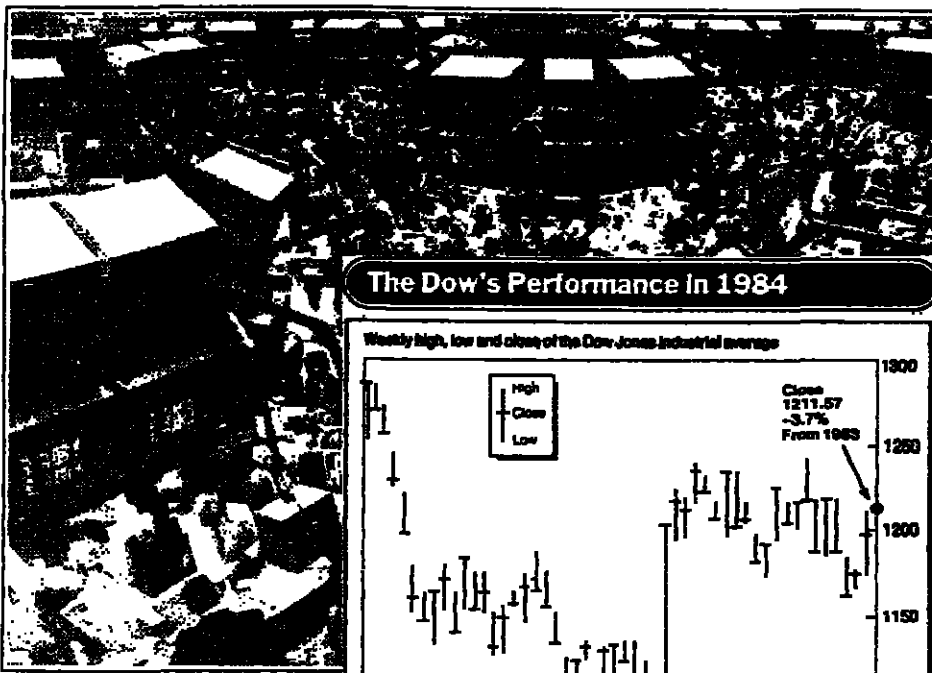 The Dow's Performance in 1984
Weekly high, low and close of the Dow Jones industrial average
High
Close
Low
Close
1211.57
-3.7%
From 1983
1300
1250
1200
1150